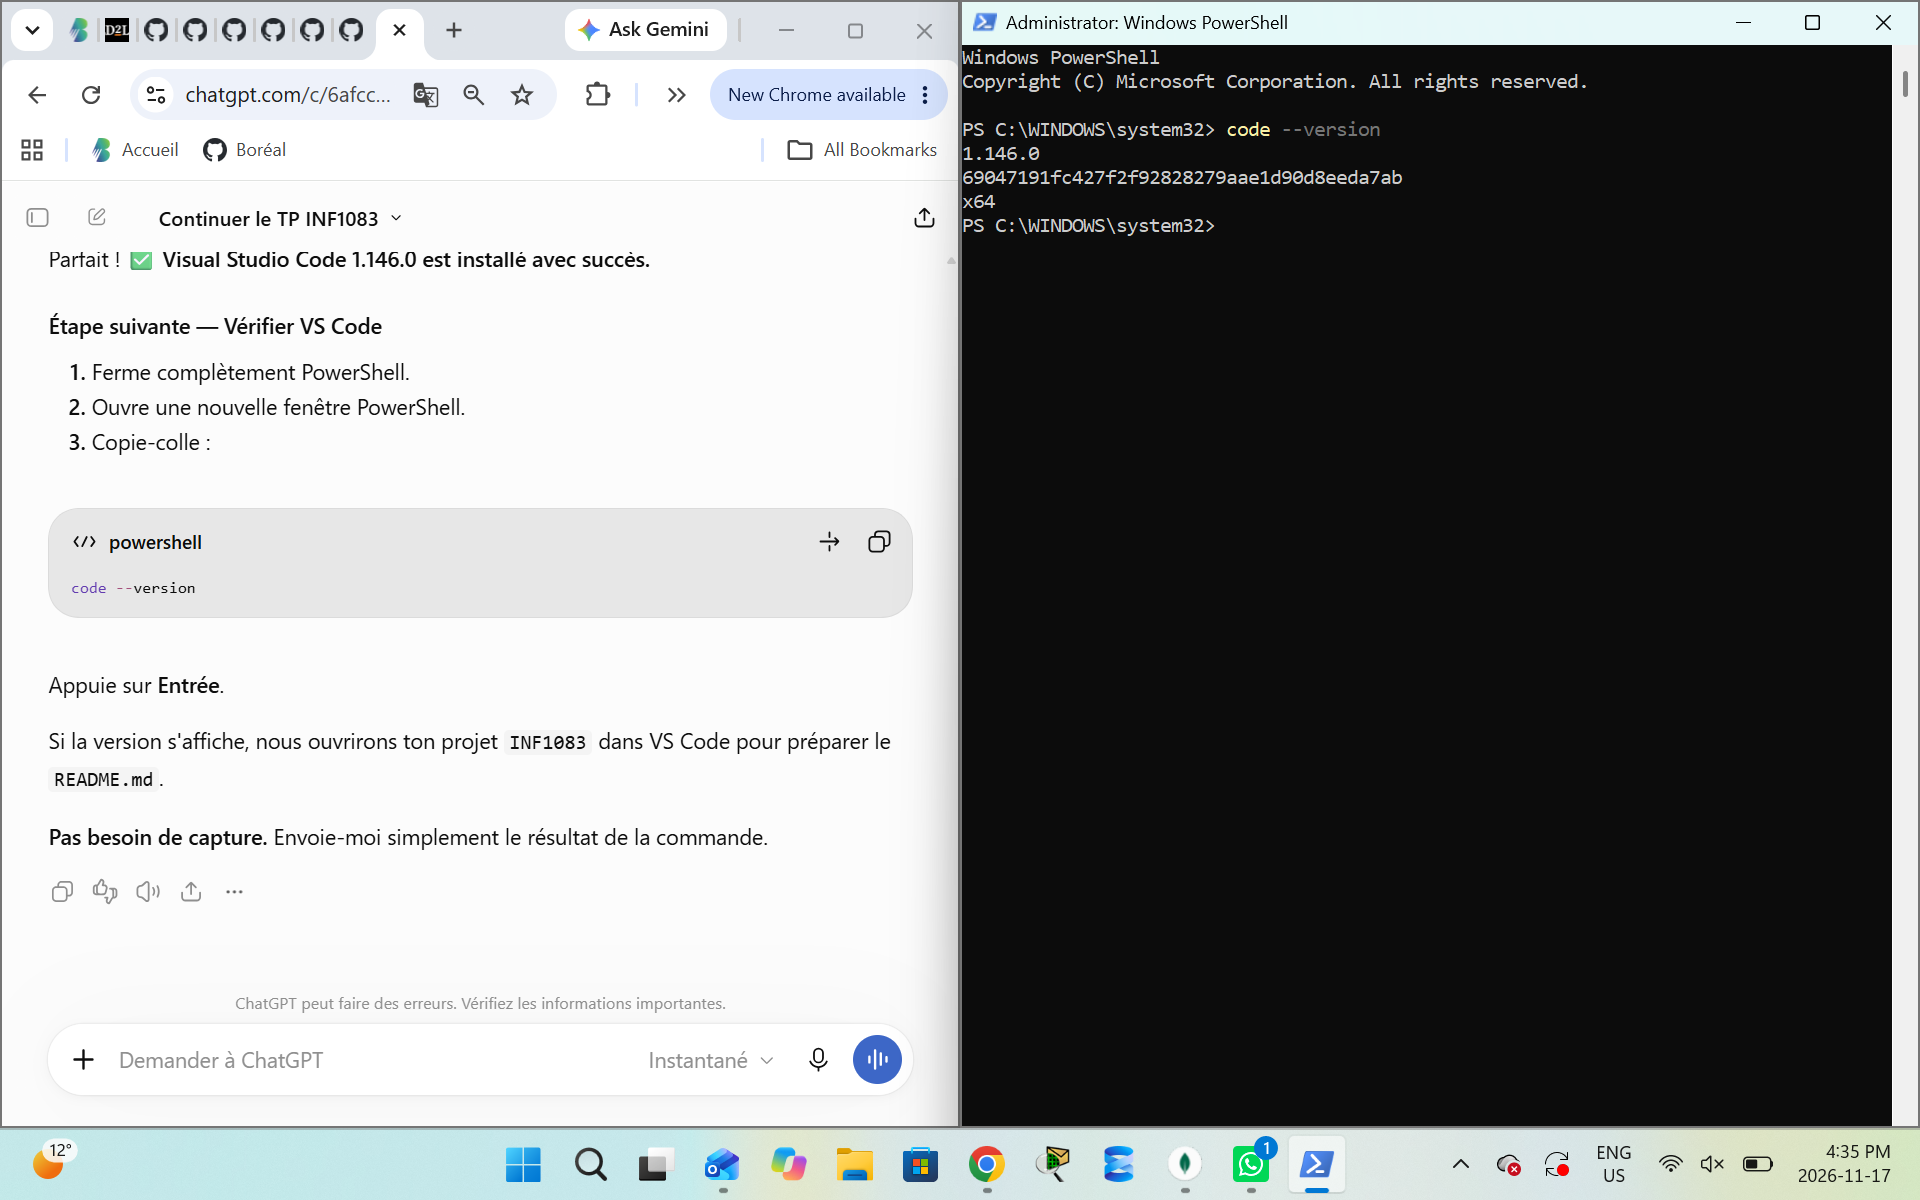 D2L
Ask Gemini
chatgpt.com/c/6afcc...
New Chrome available
Accueil
Boréal
All Bookmarks
Continuer le TP INF1083
Parfait ! ✅ Visual Studio Code 1.146.0 est installé avec succès.
Étape suivante — Vérifier VS Code
1. Ferme complètement PowerShell.
2. Ouvre une nouvelle fenêtre PowerShell.
3. Copie-colle :
powershell
code --version
Appuie sur Entrée.
Si la version s'affiche, nous ouvrirons ton projet INF1083 dans VS Code pour préparer le
README.md.
Pas besoin de capture. Envoie-moi simplement le résultat de la commande.
ChatGPT peut faire des erreurs. Vérifiez les informations importantes.
Demander à ChatGPT
Instantané
Administrator: Windows PowerShell
Windows PowerShell
Copyright (C) Microsoft Corporation. All rights reserved.
PS C:\WINDOWS\system32> code --version
1.146.0
69047191fc427f2f92828279aae1d90d8eeda7ab
x64
PS C:\WINDOWS\system32>
12°
1
ENG
US
4:35 PM
2026-11-17